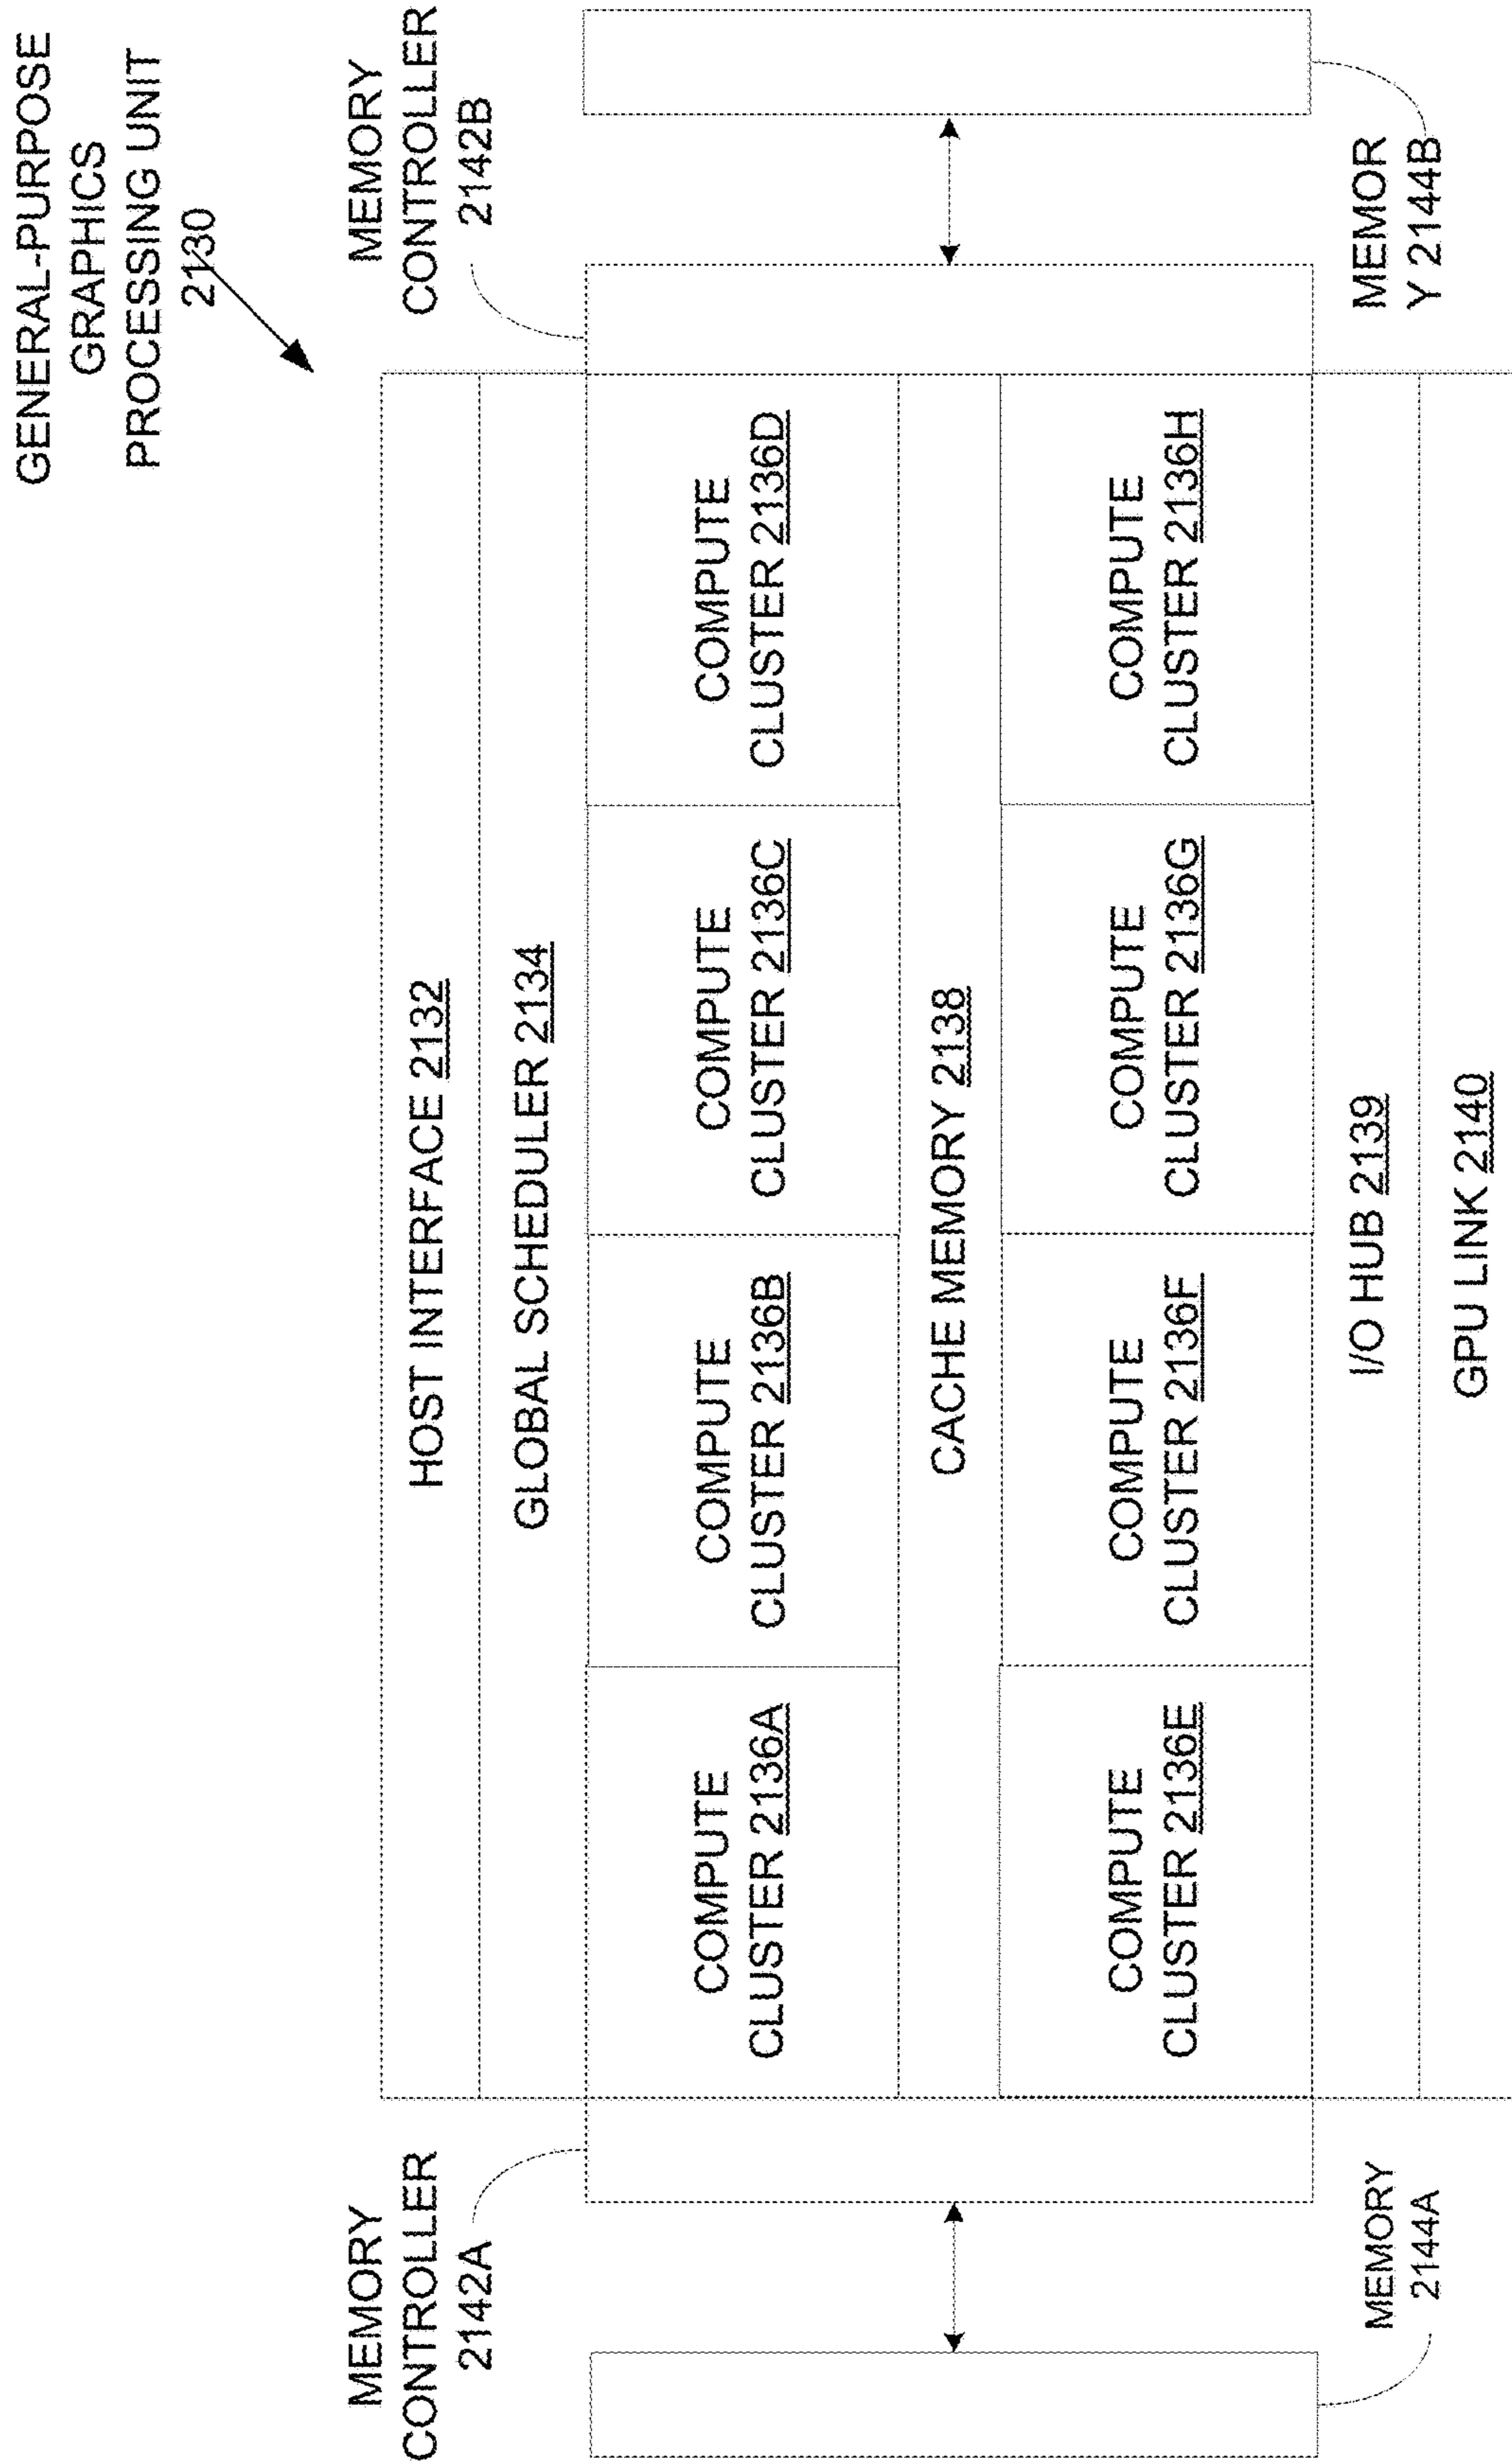 GENERAL-PURPOSE
GRAPHICS
PROCESSING UNIT
2130
MEMORY
CONTROLLER
2142A
MEMORY
CONTROLLER
2142B
HOST INTERFACE 2132
GLOBAL SCHEDULER 2134
COMPUTE
CLUSTER 2136A
COMPUTE
CLUSTER 2136B
COMPUTE
CLUSTER 2136C
COMPUTE
CLUSTER 2136D
CACHE MEMORY 2138
COMPUTE
CLUSTER 2136E
COMPUTE
CLUSTER 2136F
COMPUTE
CLUSTER 2136G
COMPUTE
CLUSTER 2136H
I/O HUB 2139
GPU LINK 2140
MEMORY
2144A
MEMOR
Y 2144B